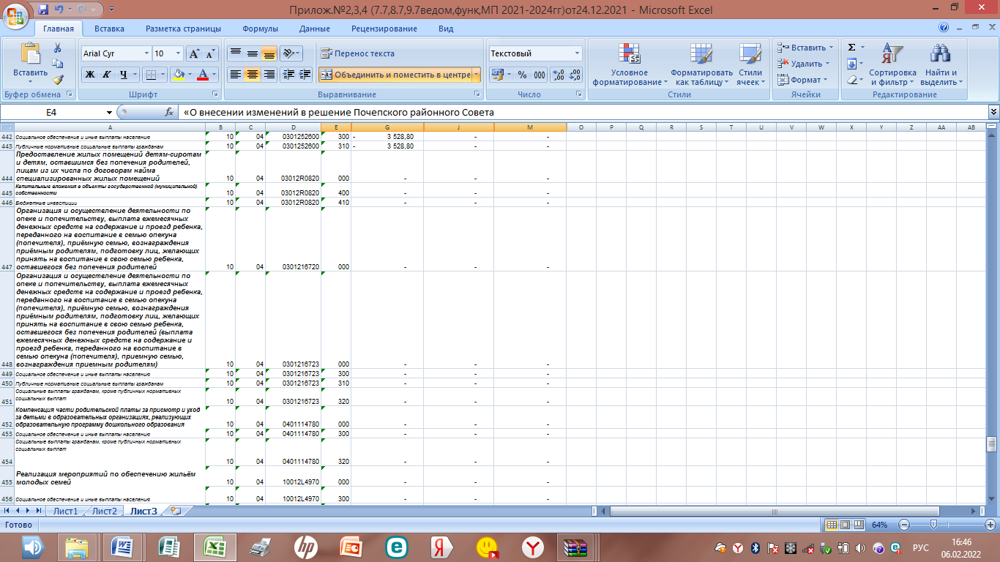 Прилож.№2,3,4 (7.7,8.7,9.7ведом,функ,МП 2021-2024гг)от24.12.2021 - Microsoft Excel
Главная Вставка Разметка страницы Формулы Данные Рецензирование Вид
Arial Cyr 10 Перенос текста Текстовый Вставить Σ
Вставить Ж К Ч Объединить и поместить в центре % 000 Условное форматирование Форматировать как таблицу Стили ячеек Удалить Формат Сортировка и фильтр Найти и выделить
Буфер обмена Шрифт Выравнивание Число Стили Ячейки Редактирование
E4 fx «О внесении изменений в решение Почепского районного Совета
A B C D E G J M O P Q R S T U V W X Y Z AA AB
442 Социальное обеспечение и иные выплаты населению 10 04 0301252600 300 - 3 528,80 - -
443 Публичные нормативные социальные выплаты гражданам 10 04 0301252600 310 - 3 528,80 - -
Предоставление жилых помещений детям-сиротам
и детям, оставшимся без попечения родителей,
лицам из их числа по договорам найма
444 специализированных жилых помещений 10 04 03012R0820 000 - - -
Капитальные вложения в объекты государственной (муниципальной)
445 собственности 10 04 03012R0820 400 - - -
446 Бюджетные инвестиции 10 04 03012R0820 410 - - -
Организация и осуществление деятельности по
опеке и попечительству, выплата ежемесячных
денежных средств на содержание и проезд ребенка,
переданного на воспитание в семью опекуна
(попечителя), приёмную семью, вознаграждения
приёмным родителям, подготовку лиц, желающих
принять на воспитание в свою семью ребенка,
447 оставшегося без попечения родителей 10 04 0301216720 000 - - -
Организация и осуществление деятельности по
опеке и попечительству, выплата ежемесячных
денежных средств на содержание и проезд ребенка,
переданного на воспитание в семью опекуна
(попечителя), приёмную семью, вознаграждения
приёмным родителям, подготовку лиц, желающих
принять на воспитание в свою семью ребенка,
оставшегося без попечения родителей (выплата
ежемесячных денежных средств на содержание и
проезд ребенка, переданного на воспитание в
семью опекуна (попечителя), приемную семью,
448 вознаграждения приемным родителям) 10 04 0301216723 000 - - -
449 Социальное обеспечение и иные выплаты населению 10 04 0301216723 300 - - -
450 Публичные нормативные социальные выплаты гражданам 10 04 0301216723 310 - - -
Социальные выплаты гражданам, кроме публичных нормативных
социальных выплат
451 10 04 0301216723 320 - - -
Компенсация части родительской платы за присмотр и уход
за детьми в образовательных организациях, реализующих
452 образовательную программу дошкольного образования 10 04 0401114780 000 - - -
453 Социальное обеспечение и иные выплаты населению 10 04 0401114780 300 - - -
Социальные выплаты гражданам, кроме публичных нормативных
социальных выплат
454 10 04 0401114780 320 - - -
Реализация мероприятий по обеспечению жильём
455 молодых семей 10 04 10012L4970 000 - - -
456 Социальное обеспечение и иные выплаты населению 10 04 10012L4970 300 - - -
Лист1 Лист2 Лист3
Готово 64%
РУС 16:46
06.02.2022